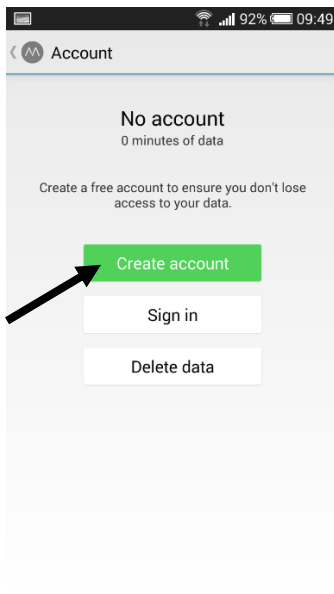 92% 09:49
Account
No account
0 minutes of data
Create a free account to ensure you don't lose
access to your data.
Create account
Sign in
Delete data